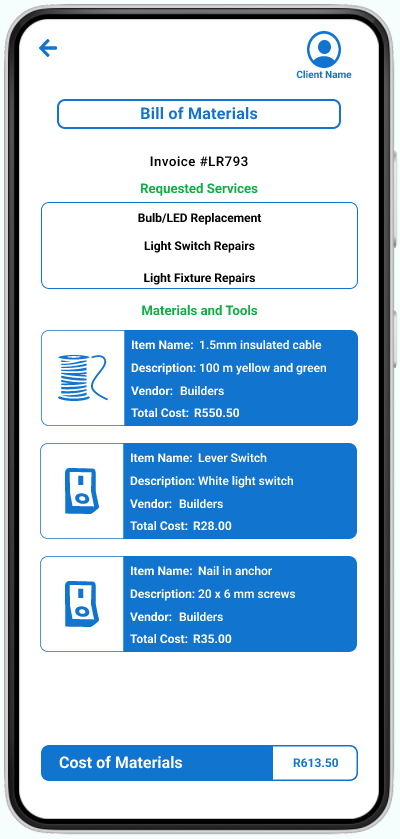 Client Name
Bill of Materials
Invoice #LR793
Requested Services
Bulb/LED Replacement
Light Switch Repairs
Light Fixture Repairs
Materials and Tools
Item Name: 1.5mm insulated cable
Description: 100 m yellow and green
Vendor: Builders
Total Cost: R550.50
Item Name: Lever Switch
Description: White light switch
Vendor: Builders
Total Cost: R28.00
Item Name: Nail in anchor
Description: 20 x 6 mm screws
Vendor: Builders
Total Cost: R35.00
Cost of Materials R613.50